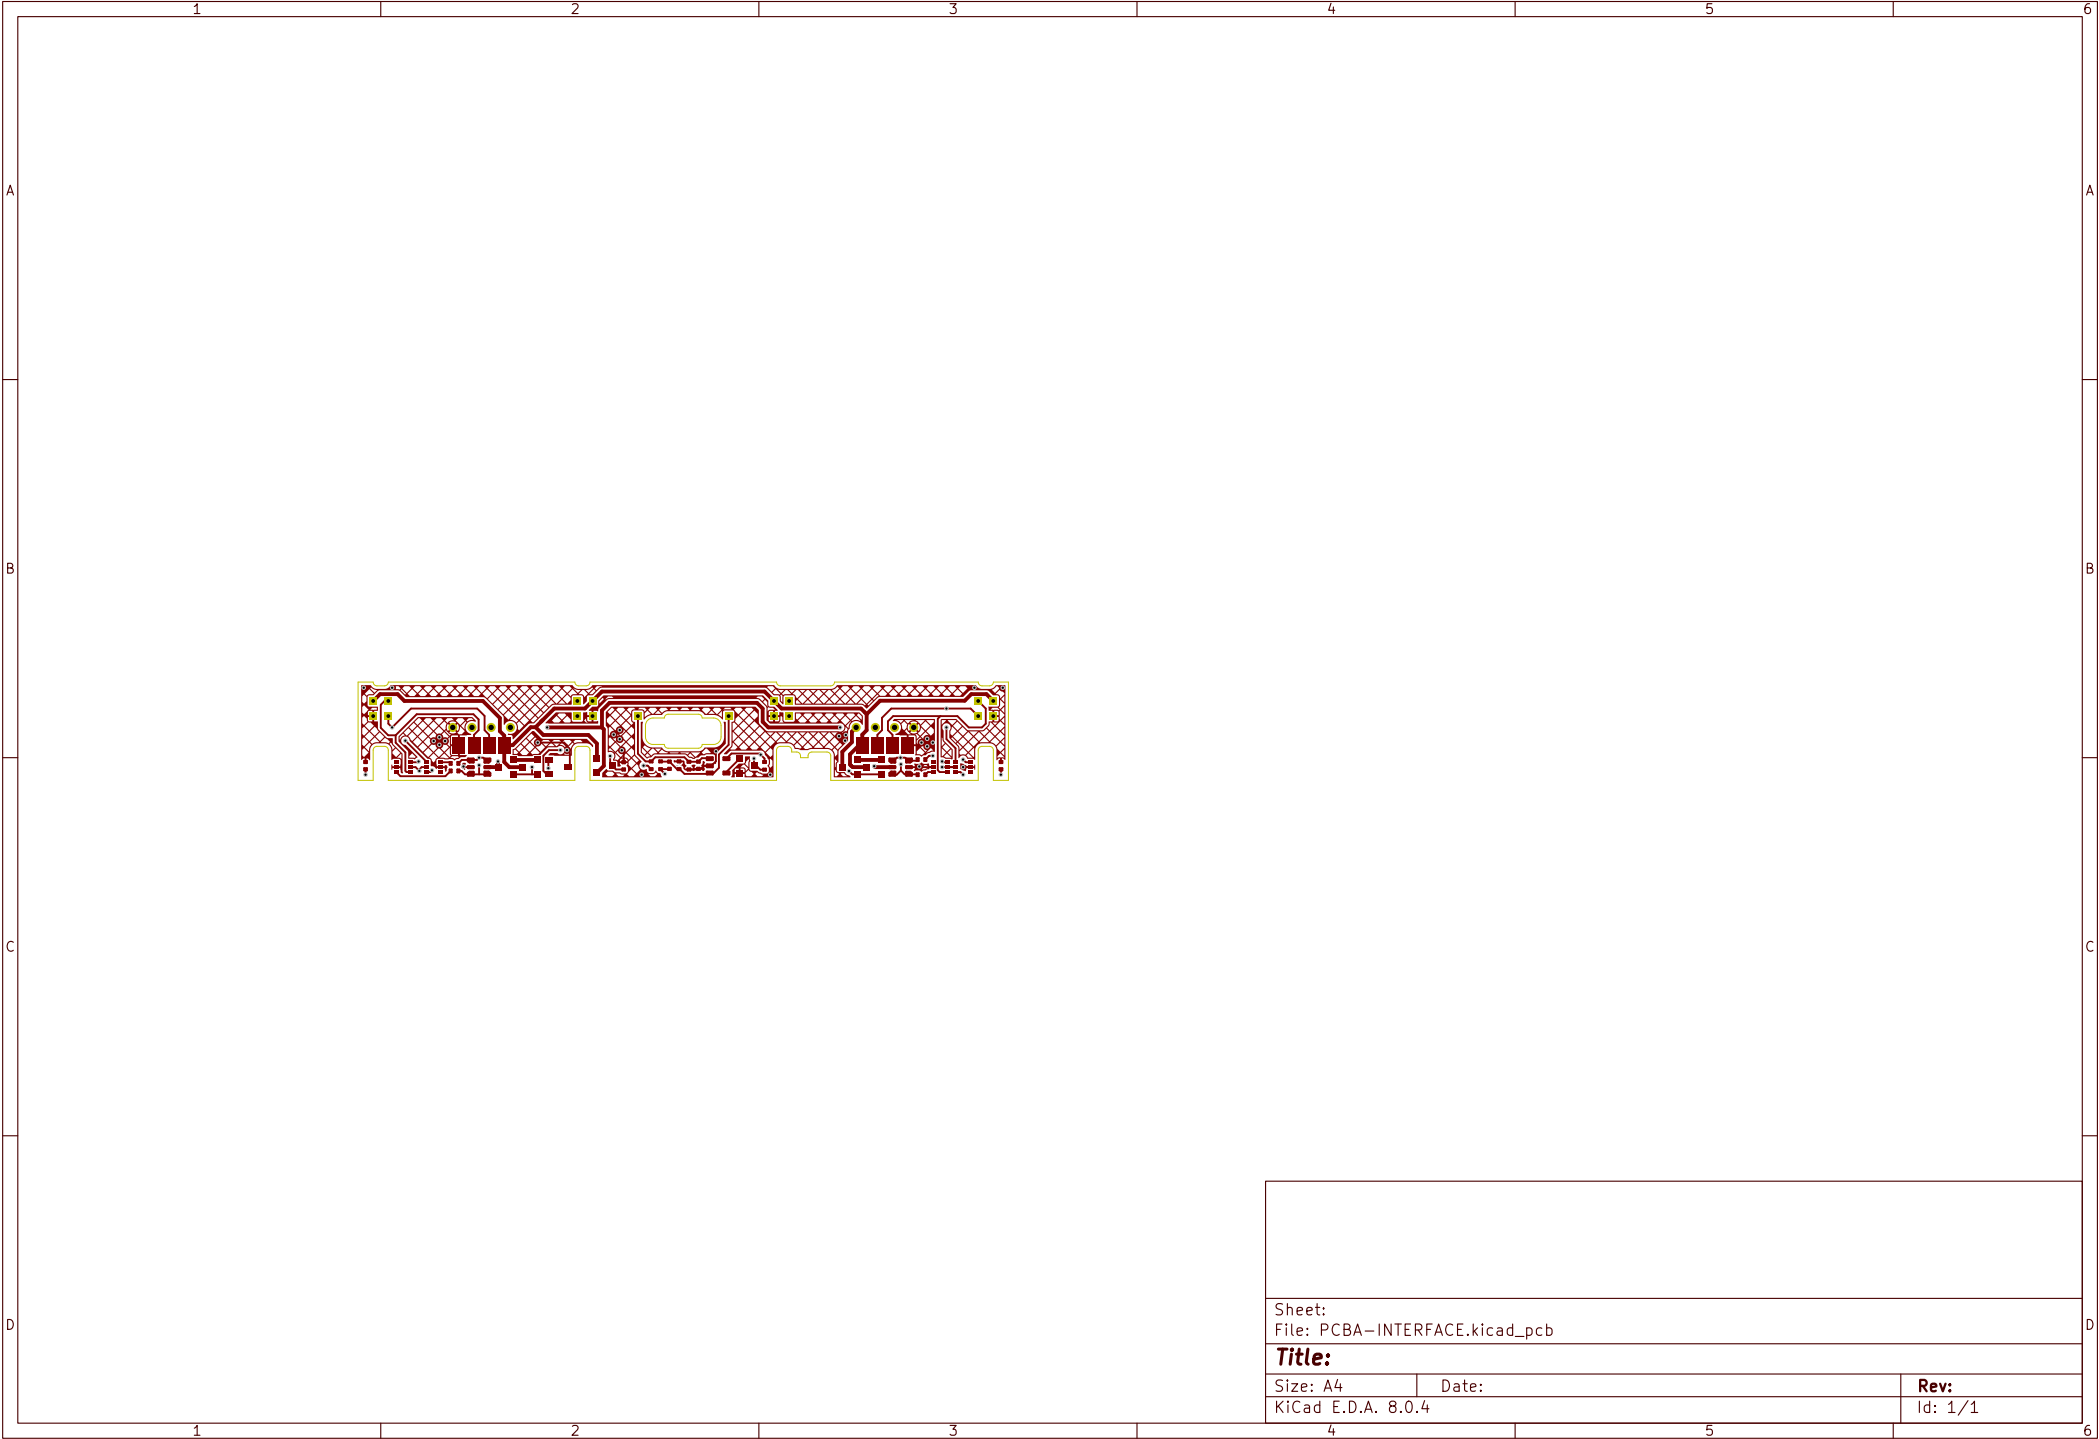 1 2 3 4 5 6
A A
B B
C C
Sheet:
File: PCBA-INTERFACE.kicad_pcb
D D
Title:
Size: A4 Date: Rev:
KiCad E.D.A. 8.0.4 Id: 1/1
1 2 3 4 5 6